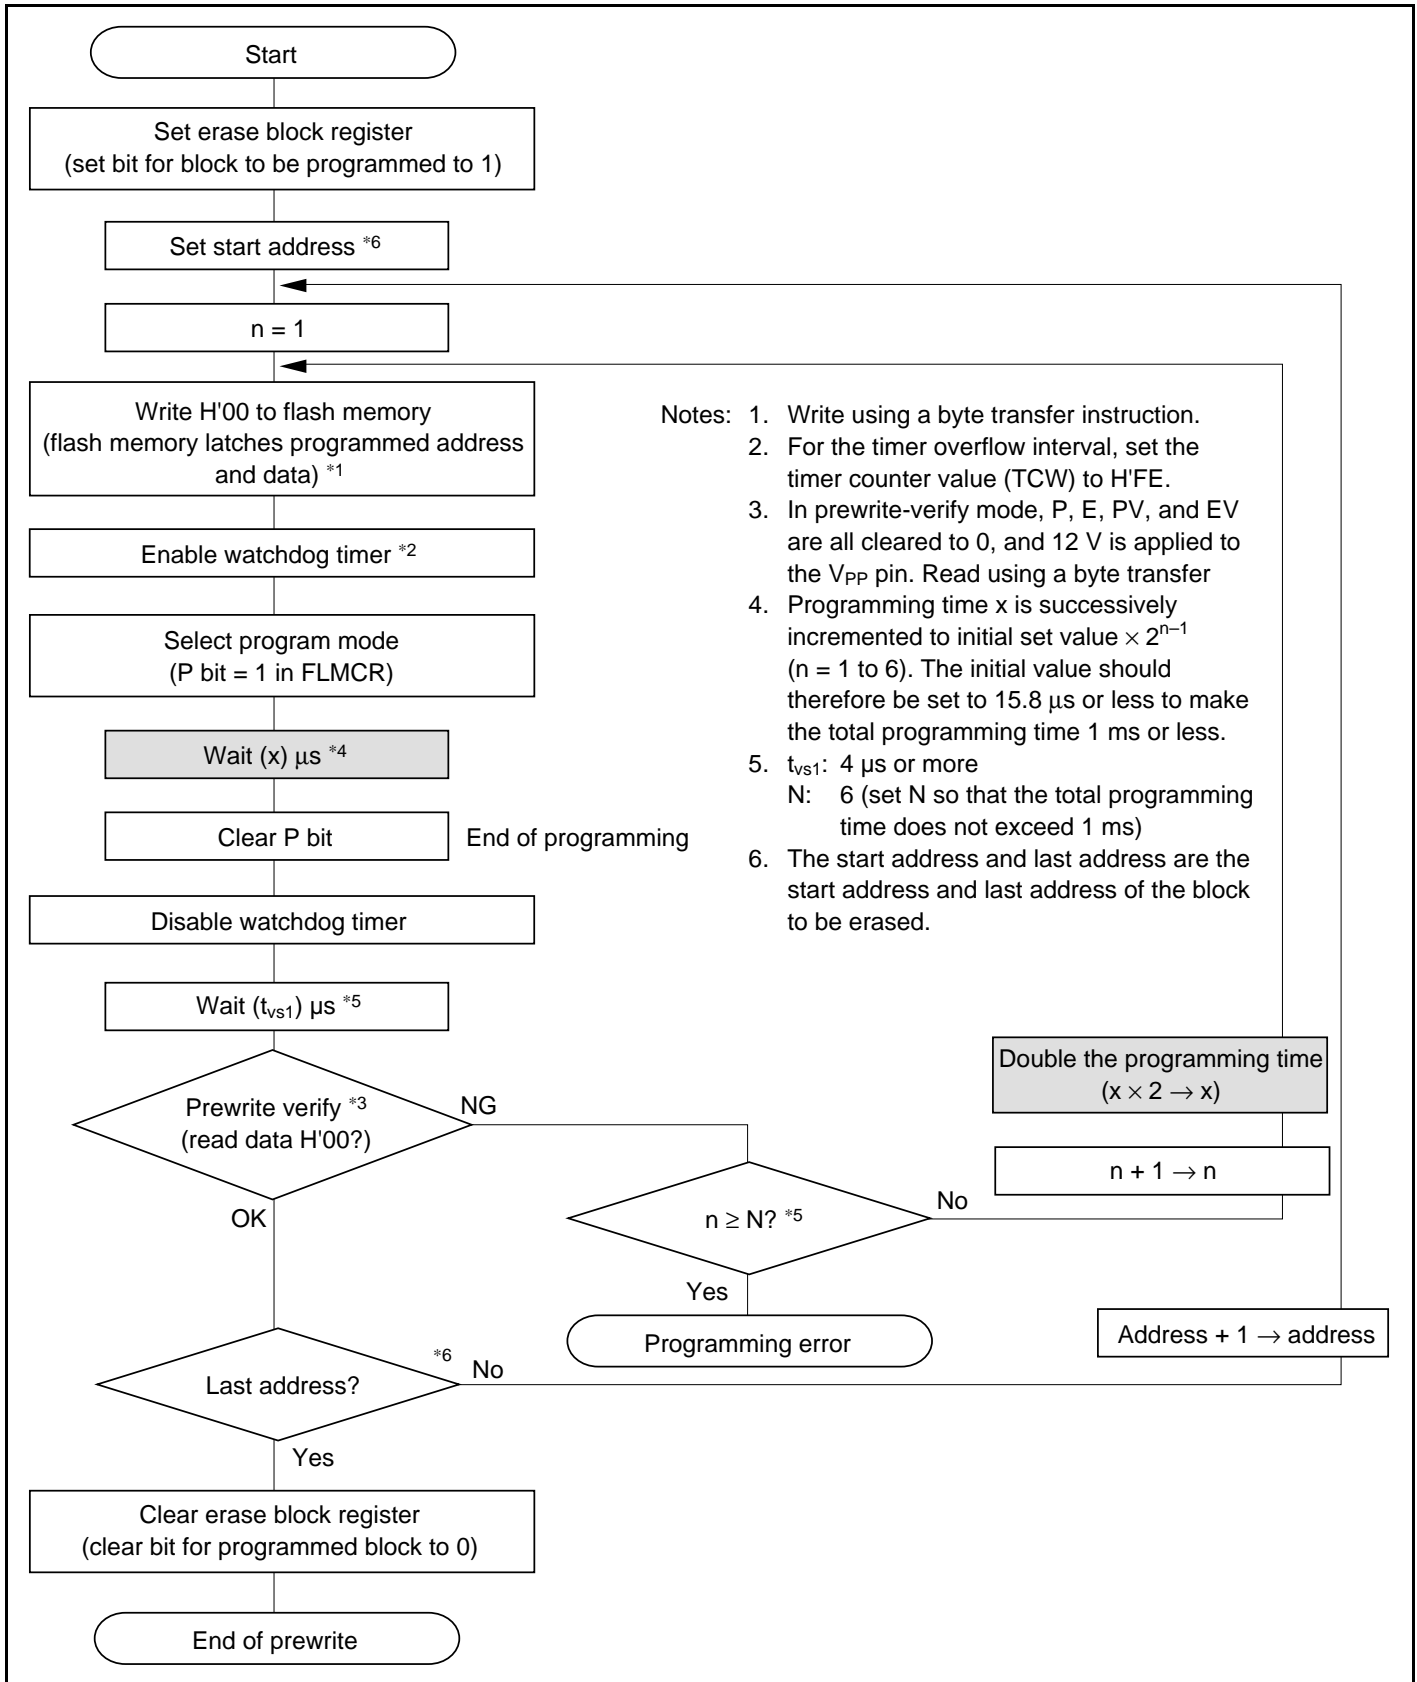 Start
Set erase block register
(set bit for block to be programmed to 1)
Set start address *6
n = 1
Write H'00 to flash memory
(flash memory latches programmed address
and data) *1
Enable watchdog timer *2
Select program mode
(P bit = 1 in FLMCR)
Wait (x) μs *4
Clear P bit
End of programming
Disable watchdog timer
Wait (tvs1) μs *5
Prewrite verify *3
(read data H'00?)
NG
OK
n ≥ N? *5
No
Yes
Programming error
n + 1 → n
Double the programming time
(x × 2 → x)
Last address?
*6
No
Address + 1 → address
Yes
Clear erase block register
(clear bit for programmed block to 0)
End of prewrite
Notes: 1. Write using a byte transfer instruction.
2. For the timer overflow interval, set the
timer counter value (TCW) to H'FE.
3. In prewrite-verify mode, P, E, PV, and EV
are all cleared to 0, and 12 V is applied to
the VPP pin. Read using a byte transfer
4. Programming time x is successively
incremented to initial set value × 2^n–1
(n = 1 to 6). The initial value should
therefore be set to 15.8 μs or less to make
the total programming time 1 ms or less.
5. tvs1: 4 μs or more
N: 6 (set N so that the total programming
time does not exceed 1 ms)
6. The start address and last address are the
start address and last address of the block
to be erased.